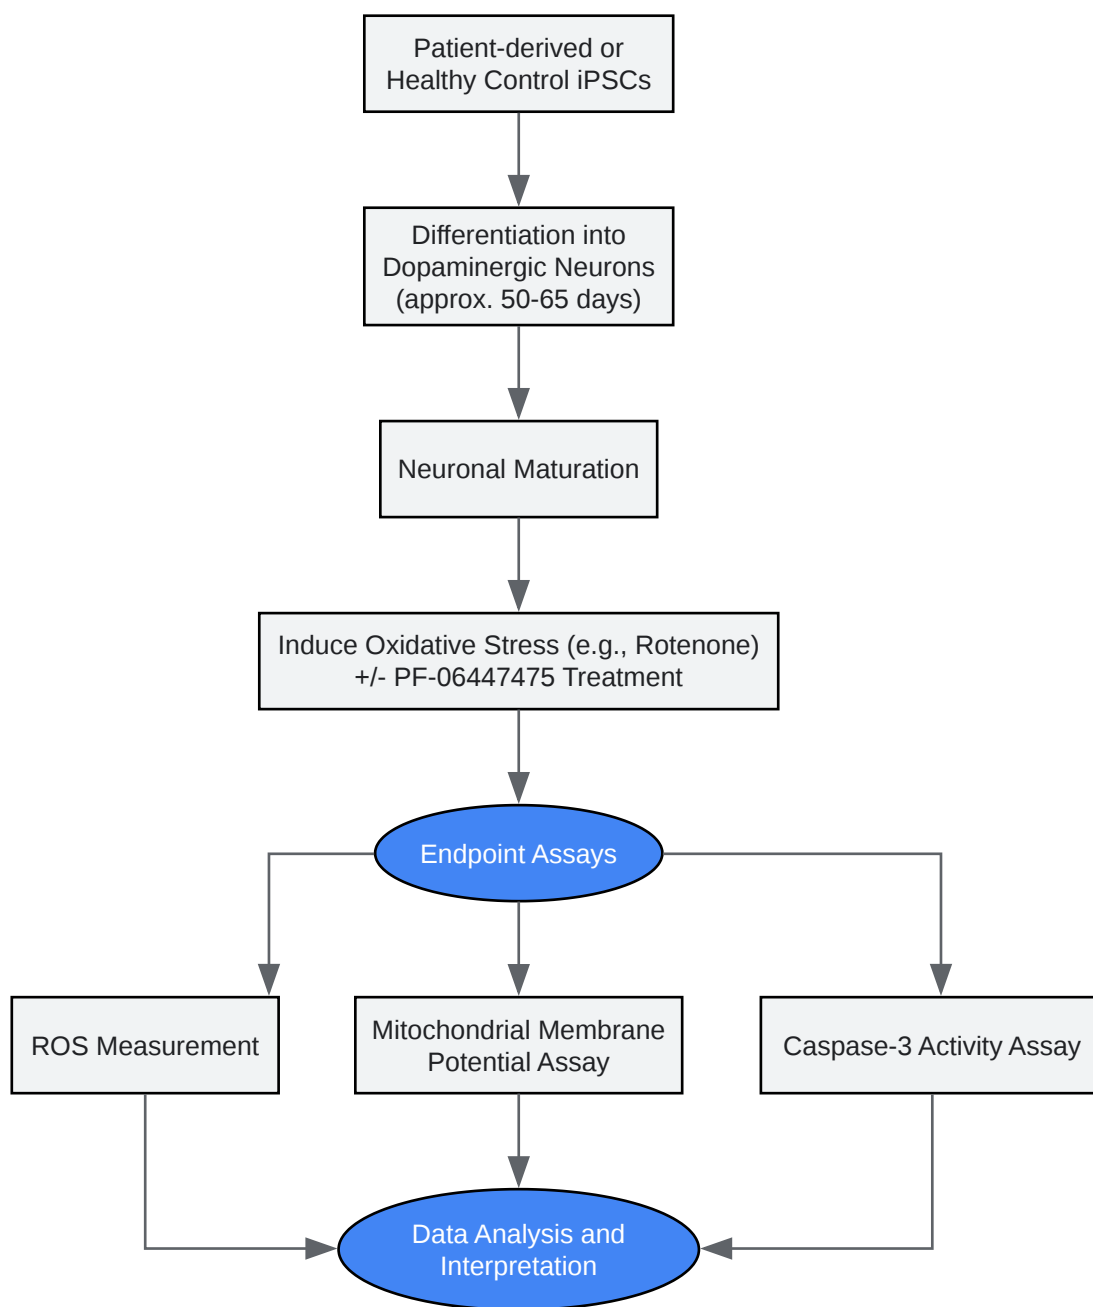 Patient-derived or
Healthy Control iPSCs
Differentiation into
Dopaminergic Neurons
(approx. 50-65 days)
Neuronal Maturation
Induce Oxidative Stress (e.g., Rotenone)
+/- PF-06447475 Treatment
Endpoint Assays
ROS Measurement
Mitochondrial Membrane
Potential Assay
Caspase-3 Activity Assay
Data Analysis and
Interpretation